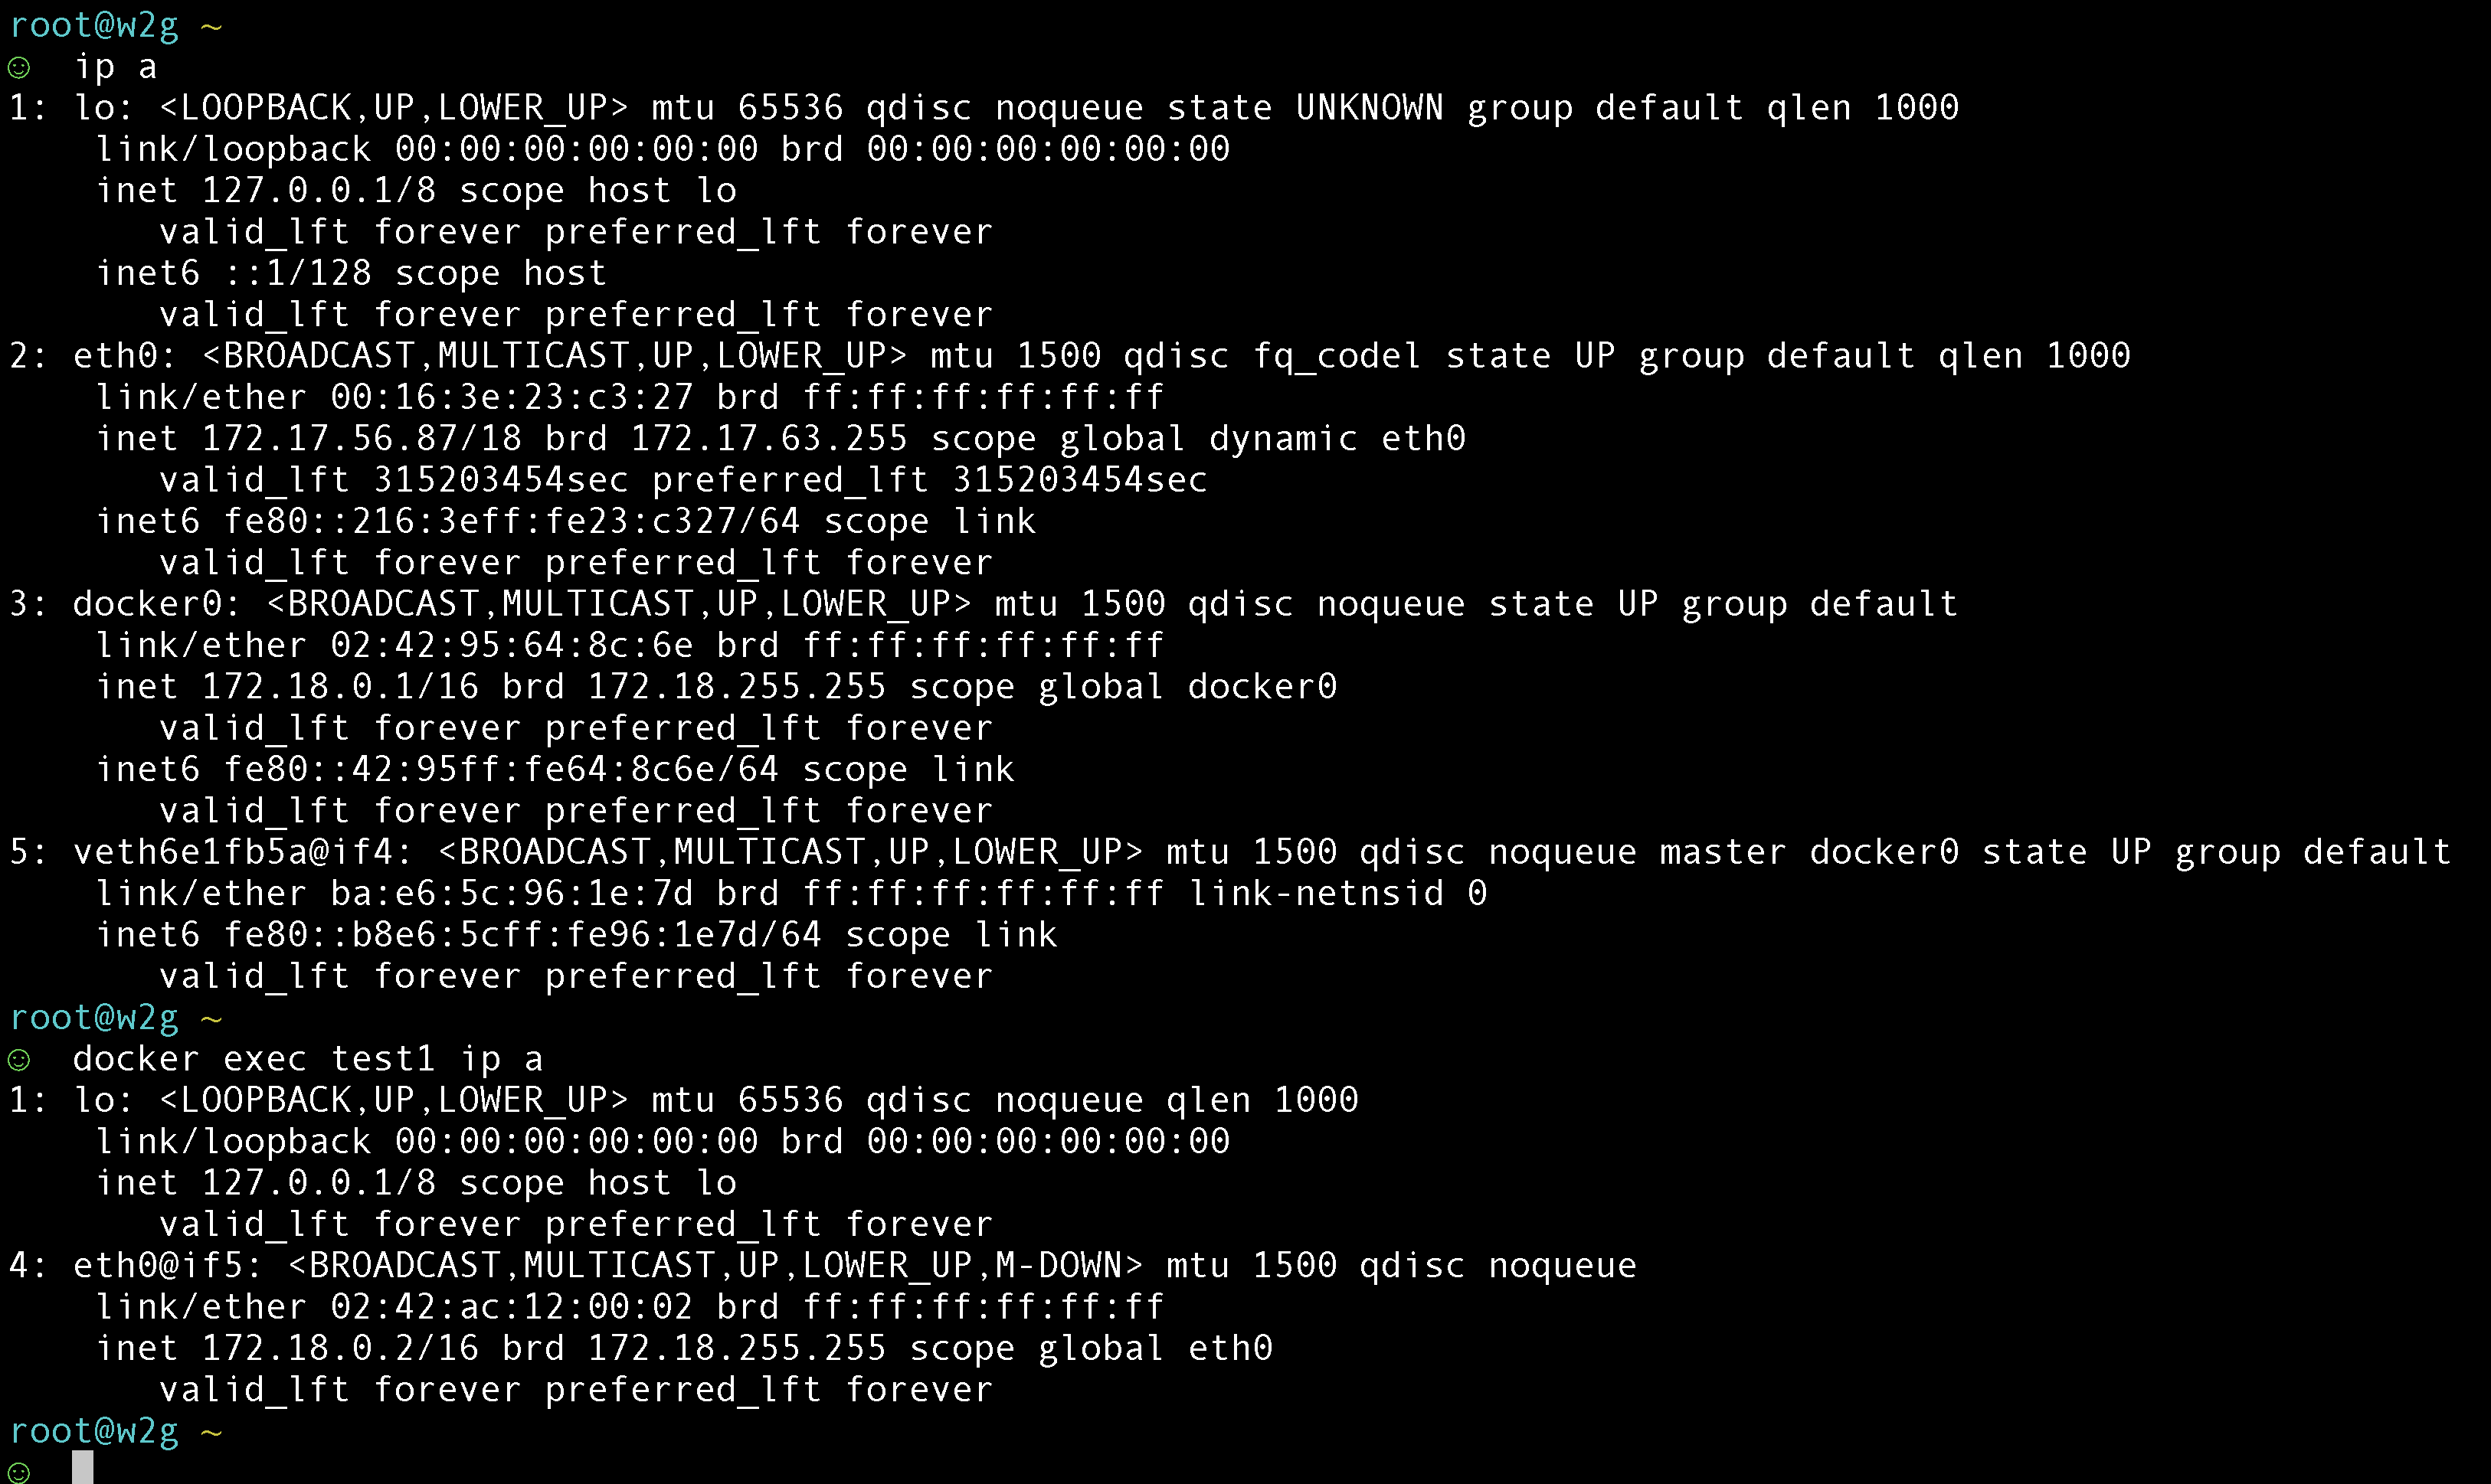 root@w2g ~
☺  ip a
1: lo: <LOOPBACK,UP,LOWER_UP> mtu 65536 qdisc noqueue state UNKNOWN group default qlen 1000
    link/loopback 00:00:00:00:00:00 brd 00:00:00:00:00:00
    inet 127.0.0.1/8 scope host lo
       valid_lft forever preferred_lft forever
    inet6 ::1/128 scope host
       valid_lft forever preferred_lft forever
2: eth0: <BROADCAST,MULTICAST,UP,LOWER_UP> mtu 1500 qdisc fq_codel state UP group default qlen 1000
    link/ether 00:16:3e:23:c3:27 brd ff:ff:ff:ff:ff:ff
    inet 172.17.56.87/18 brd 172.17.63.255 scope global dynamic eth0
       valid_lft 315203454sec preferred_lft 315203454sec
    inet6 fe80::216:3eff:fe23:c327/64 scope link
       valid_lft forever preferred_lft forever
3: docker0: <BROADCAST,MULTICAST,UP,LOWER_UP> mtu 1500 qdisc noqueue state UP group default
    link/ether 02:42:95:64:8c:6e brd ff:ff:ff:ff:ff:ff
    inet 172.18.0.1/16 brd 172.18.255.255 scope global docker0
       valid_lft forever preferred_lft forever
    inet6 fe80::42:95ff:fe64:8c6e/64 scope link
       valid_lft forever preferred_lft forever
5: veth6e1fb5a@if4: <BROADCAST,MULTICAST,UP,LOWER_UP> mtu 1500 qdisc noqueue master docker0 state UP group default
    link/ether ba:e6:5c:96:1e:7d brd ff:ff:ff:ff:ff:ff link-netnsid 0
    inet6 fe80::b8e6:5cff:fe96:1e7d/64 scope link
       valid_lft forever preferred_lft forever
root@w2g ~
☺  docker exec test1 ip a
1: lo: <LOOPBACK,UP,LOWER_UP> mtu 65536 qdisc noqueue qlen 1000
    link/loopback 00:00:00:00:00:00 brd 00:00:00:00:00:00
    inet 127.0.0.1/8 scope host lo
       valid_lft forever preferred_lft forever
4: eth0@if5: <BROADCAST,MULTICAST,UP,LOWER_UP,M-DOWN> mtu 1500 qdisc noqueue
    link/ether 02:42:ac:12:00:02 brd ff:ff:ff:ff:ff:ff
    inet 172.18.0.2/16 brd 172.18.255.255 scope global eth0
       valid_lft forever preferred_lft forever
root@w2g ~
☺